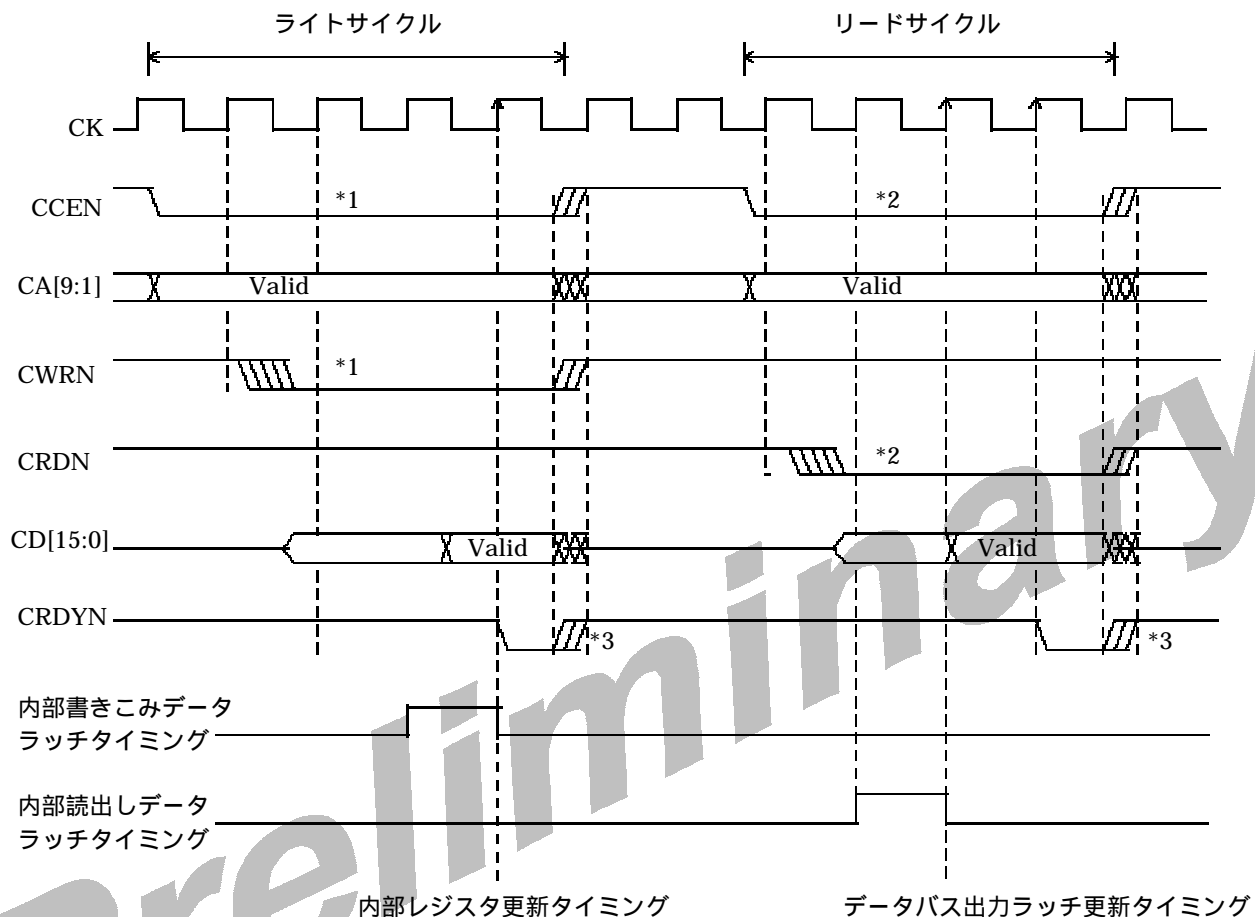 ライトサイクル リードサイクル
CK
CCEN *1 *2
CA[9:1] Valid Valid
CWRN *1
CRDN *2
CD[15:0] Valid Valid
CRDYN *3 *3
内部書きこみデータ
ラッチタイミング
内部読出しデータ
ラッチタイミング
内部レジスタ更新タイミング データバス出力ラッチ更新タイミング
Preliminary